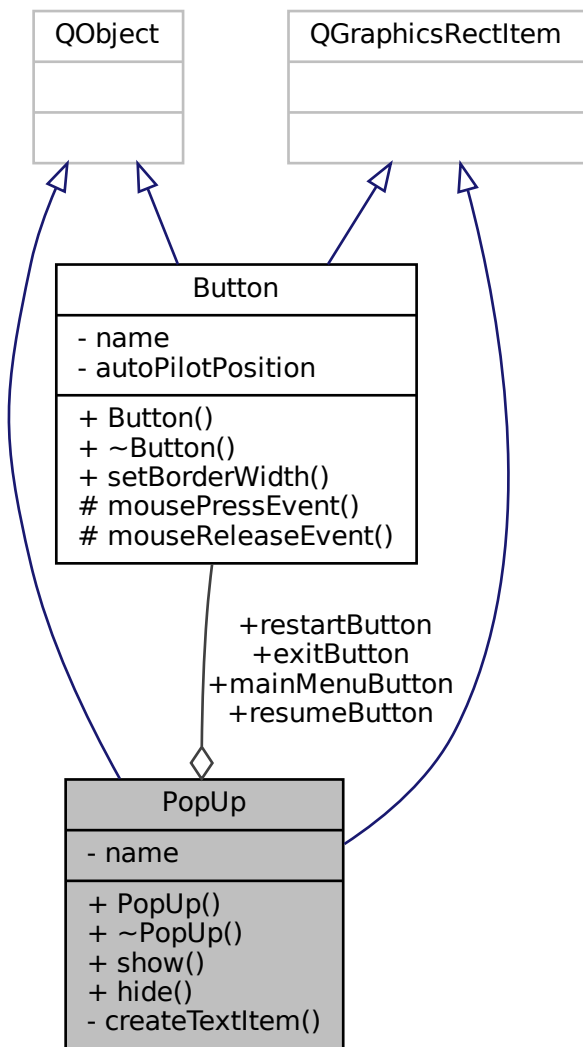 QObject
QGraphicsRectItem
Button
- name
- autoPilotPosition
+ Button()
+ ~Button()
+ setBorderWidth()
# mousePressEvent()
# mouseReleaseEvent()
+restartButton
+exitButton
+mainMenuButton
+resumeButton
PopUp
- name
+ PopUp()
+ ~PopUp()
+ show()
+ hide()
- createTextItem()